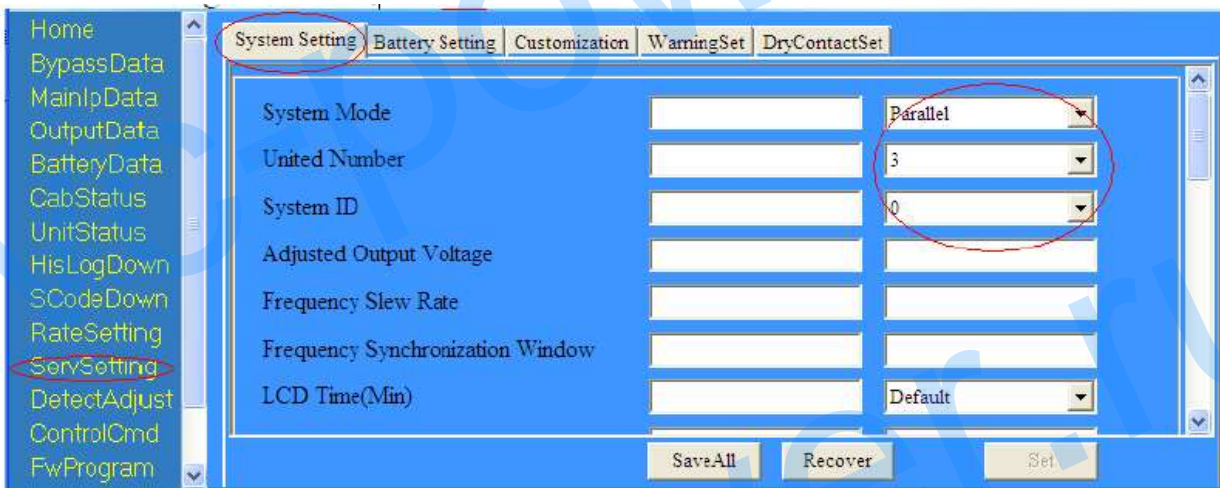 Home
BypassData
MainIpData
OutputData
BatteryData
CabStatus
UnitStatus
HisLogDown
SCodeDown
RateSetting
ServSetting
DetectAdjust
ControlCmd
FwProgram
System Setting Battery Setting Customization WarningSet DryContactSet
System Mode Parallel
United Number 3
System ID 0
Adjusted Output Voltage
Frequency Slew Rate
Frequency Synchronization Window
LCD Time(Min) Default
SaveAll Recover Set